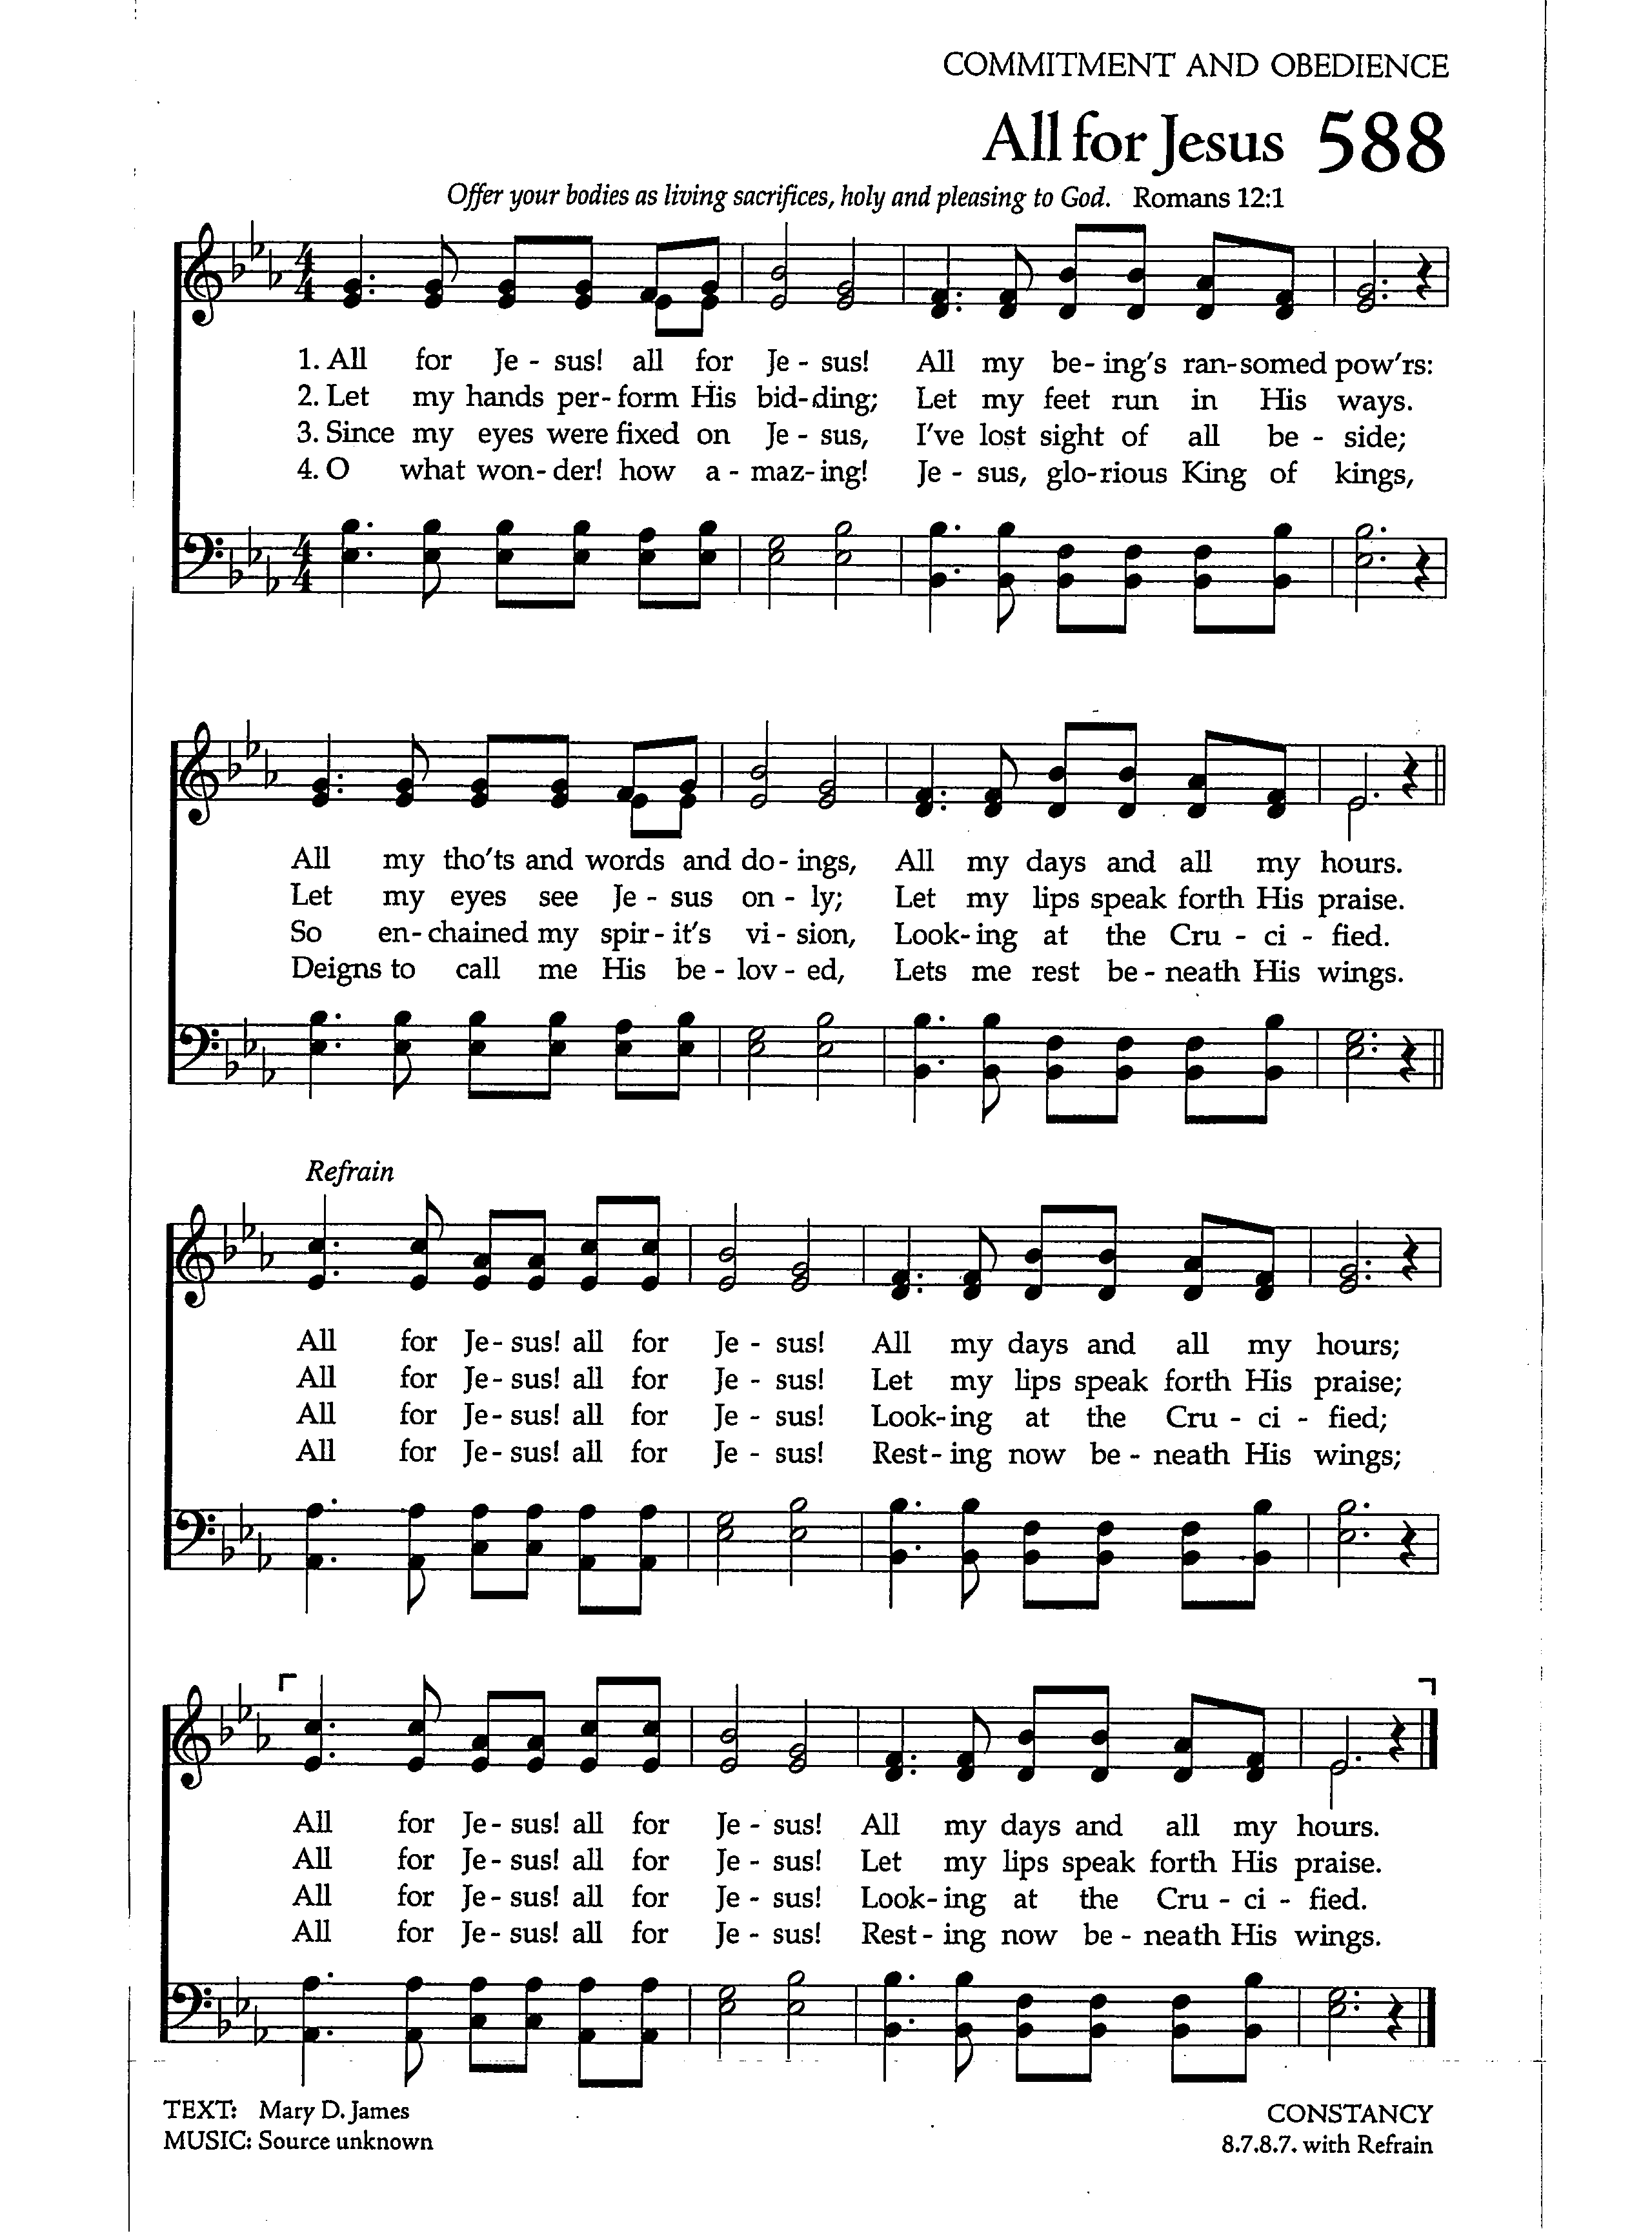 COMMITMENT AND OBEDIENCE
All for Jesus 588
Offer your bodies as living sacrifices, holy and pleasing to God. Romans 12:1
1. All for Je - sus! all for Je - sus! All my be - ing's ran - somed pow'rs:
2. Let my hands per - form His bid - ding; Let my feet run in His ways.
3. Since my eyes were fixed on Je - sus, I've lost sight of all be - side;
4. O what won - der! how a - maz - ing! Je - sus, glo - rious King of kings,
All my tho'ts and words and do - ings, All my days and all my hours.
Let my eyes see Je - sus on - ly; Let my lips speak forth His praise.
So en - chained my spir - it's vi - sion, Look - ing at the Cru - ci - fied.
Deigns to call me His be - lov - ed, Lets me rest be - neath His wings.
Refrain
All for Je - sus! all for Je - sus! All my days and all my hours;
All for Je - sus! all for Je - sus! Let my lips speak forth His praise;
All for Je - sus! all for Je - sus! Look - ing at the Cru - ci - fied;
All for Je - sus! all for Je - sus! Rest - ing now be - neath His wings;
All for Je - sus! all for Je - sus! All my days and all my hours.
All for Je - sus! all for Je - sus! Let my lips speak forth His praise.
All for Je - sus! all for Je - sus! Look - ing at the Cru - ci - fied.
All for Je - sus! all for Je - sus! Rest - ing now be - neath His wings.
TEXT: Mary D. James
MUSIC: Source unknown
CONSTANCY
8.7.8.7. with Refrain